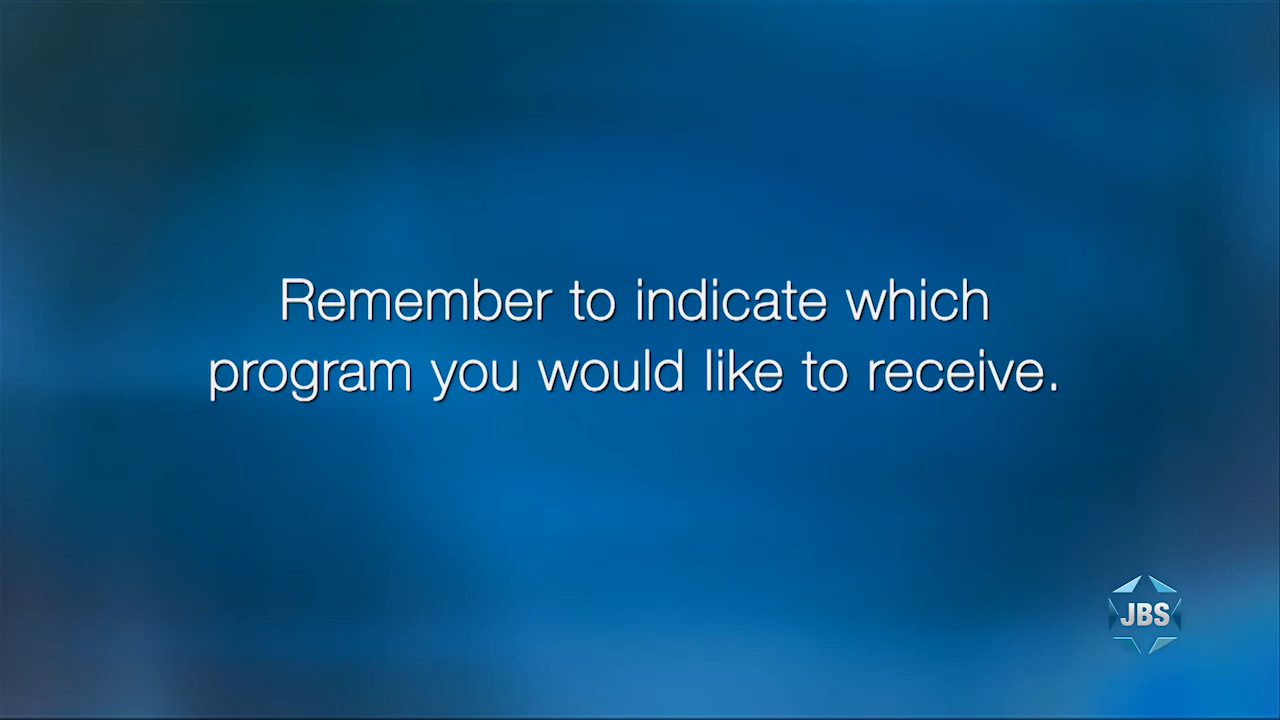 Remember to indicate which
program you would like to receive.
JBS